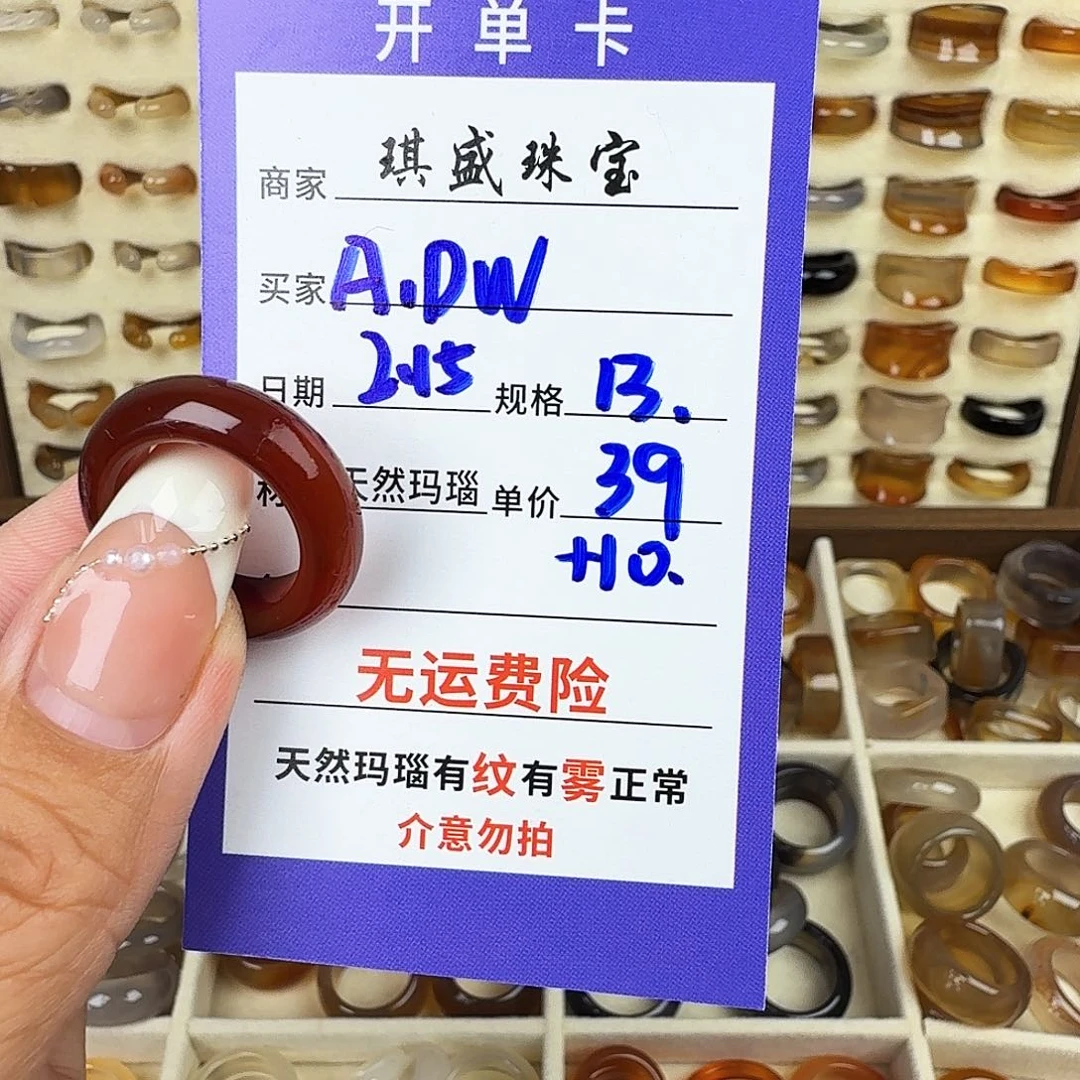 开单卡
商家 琪盛珠宝
买家 A.DW
日期 2.15 规格 13.
材 天然玛瑙 单价 39
+10.
无运费险
天然玛瑙有纹有雾正常
介意勿拍